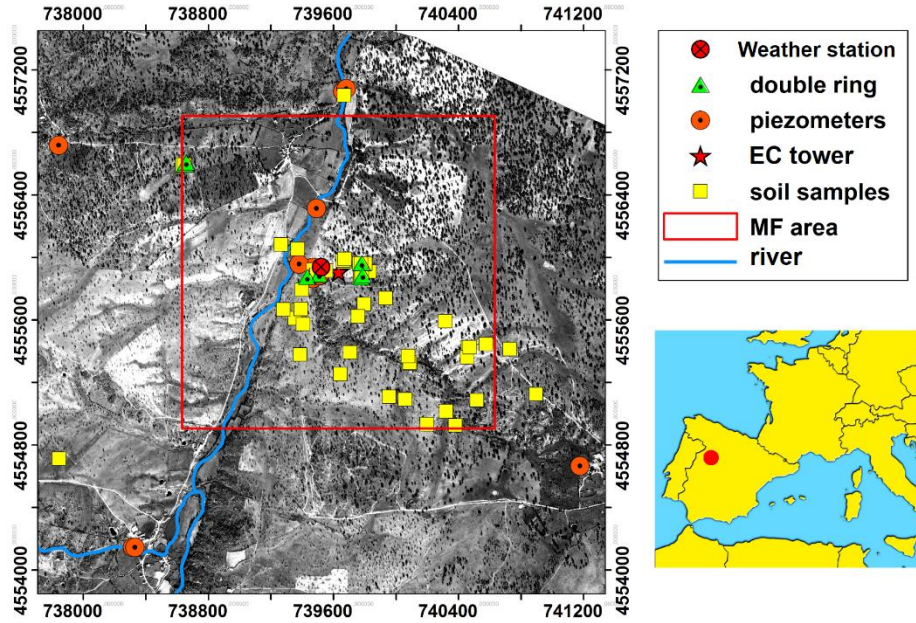 738000 738800 739600 740400 741200
4557200
4556400
4555600
4554800
4554000
4557200
4556400
4555600
4554800
4554000
738000 738800 739600 740400 741200
Weather station
double ring
piezometers
EC tower
soil samples
MF area
river